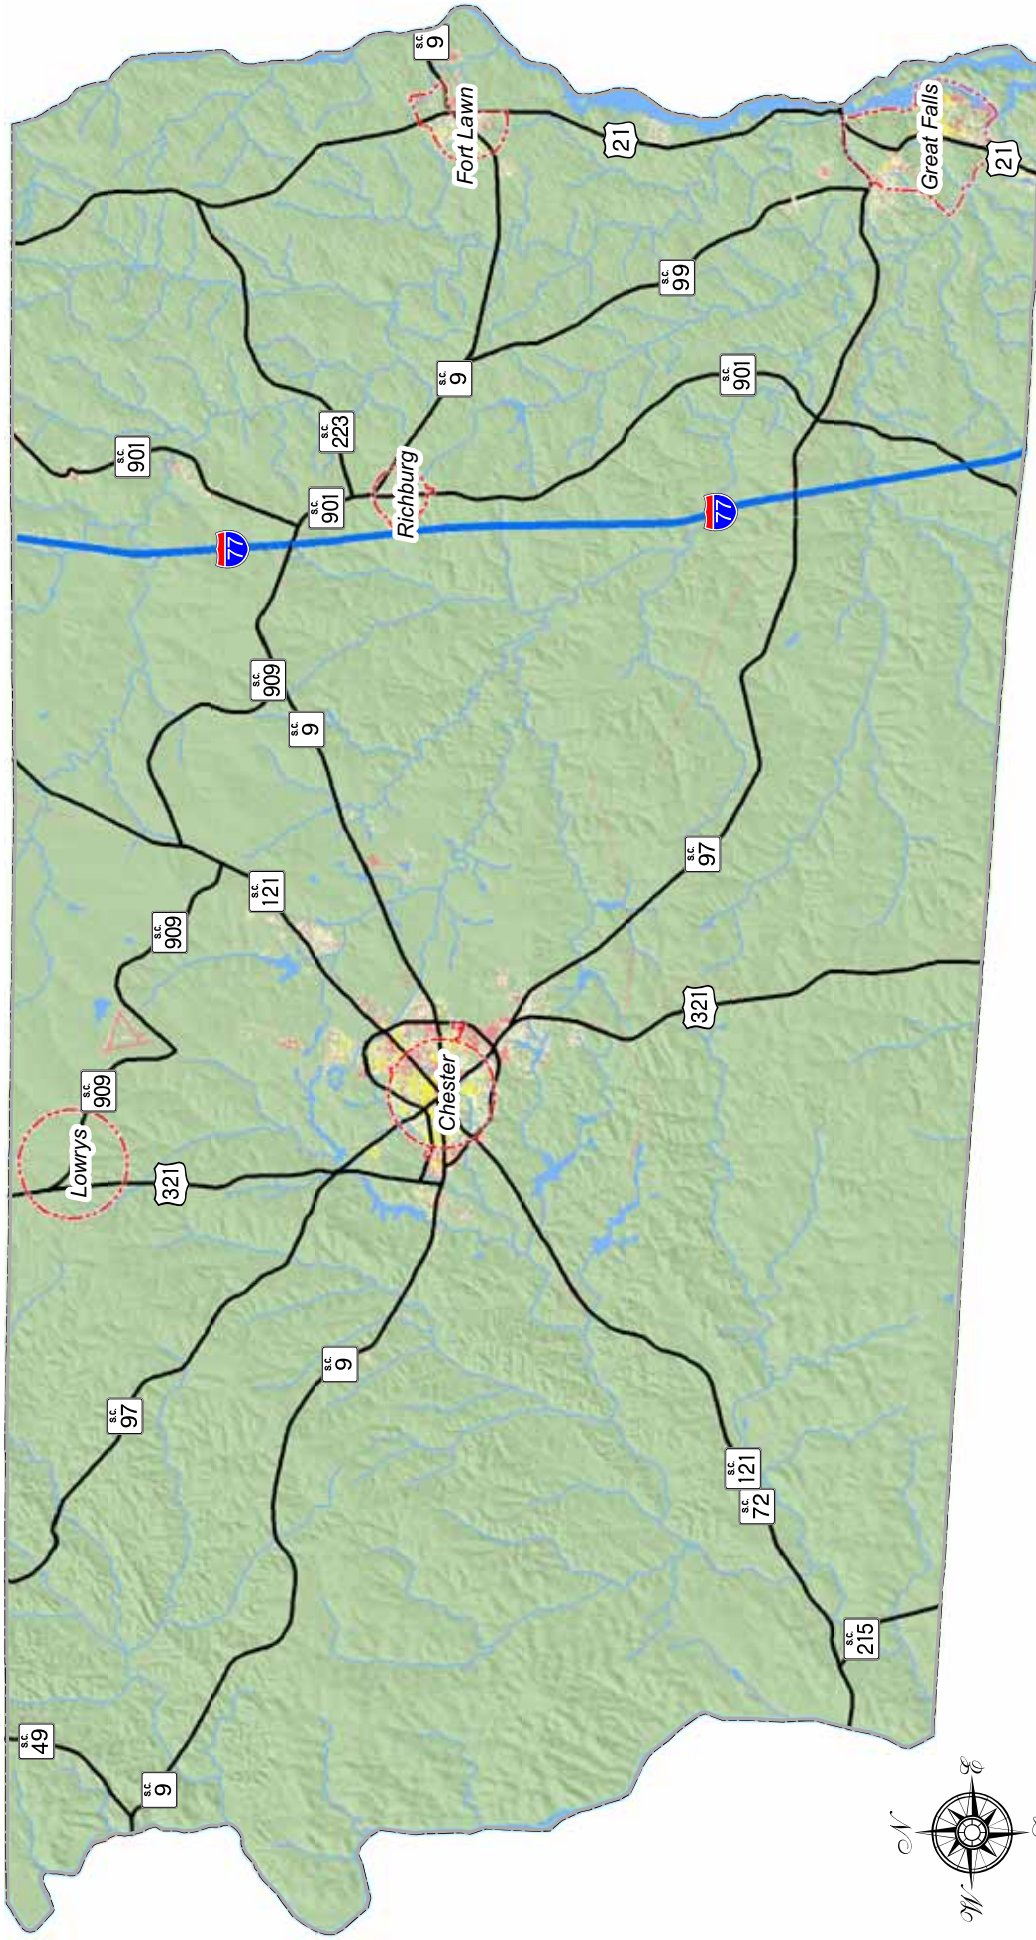 S.C.
49
Lowrys
S.C.
909
S.C.
97
S.C.
901
S.C.
9
321
S.C.
909
77
S.C.
121
S.C.
909
S.C.
9
S.C.
901
S.C.
223
S.C.
9
Richburg
S.C.
9
Chester
S.C.
9
Fort Lawn
21
S.C.
99
321
S.C.
97
77
S.C.
901
S.C.
121
S.C.
72
S.C.
215
Great Falls
21
N
W E